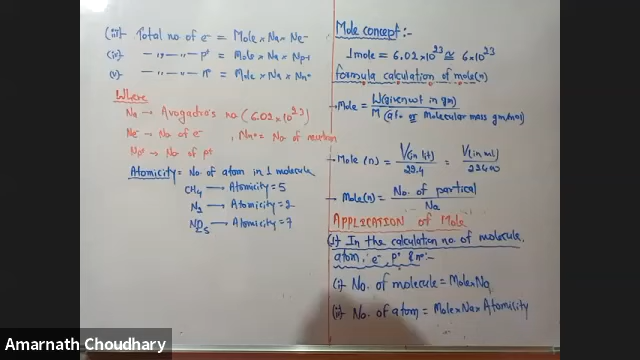 Mole concept:-
1 mole = 6.02×10²³ ≅ 6×10²³
formula calculation of mole(n)
→ Mole = W(given wt in gm) / M (atomic or Molecular mass gm/mol)
→ Mole (n) = V(in lit) / 22.4 = V(in ml) / 22400
→ Mole(n) = No. of partical / Na
APPLICATION of Mole
(1) In the calculation no. of molecule,
atom, e⁻, p⁺ & n⁰:-
(i) No. of molecule = Mole×Na
(ii) No. of atom = Mole×Na× Atomicity
(iii) Total no of e⁻ = Mole × Na × Ne⁻
(iv) —〃—〃— p⁺ = Mole × Na × Np+
(v) —〃—〃— n⁰ = Mole × Na × Nn⁰
Where
Na → Avogadro's no. (6.02×10²³)
Ne⁻ → No of e⁻, Nn⁰ = No. of neutron
Np⁺ → No. of p+
Atomicity = No. of atom in 1 molecule
CH₄ → Atomicity = 5
N₂ → Atomicity = 2
N₂O₅ → Atomicity = 7
Amarnath Choudhary